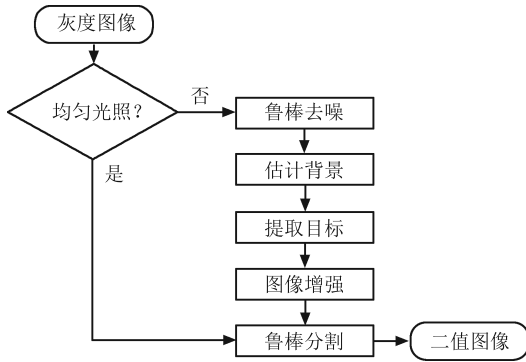 灰度图像
均匀光照？
否
是
鲁棒去噪
估计背景
提取目标
图像增强
鲁棒分割
二值图像